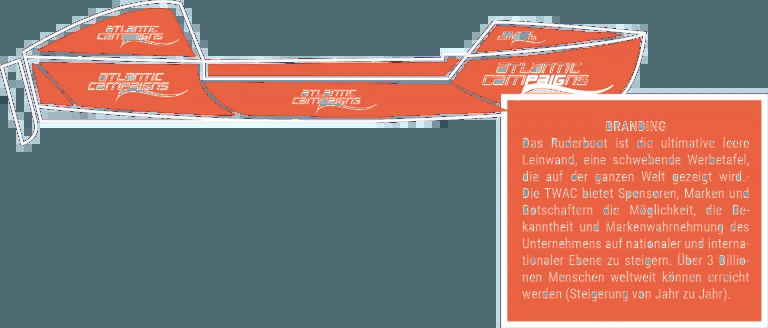 ATLANTIC
CAMPAIGNS
ATLANTIC
CAMPAIGNS
ATLANTIC
CAMPAIGNS
ATLANTIC
CAMPAIGNS
BRANDING
Das Ruderboot ist die ultimative leere
Leinwand, eine schwebende Werbetafel,
die auf der ganzen Welt gezeigt wird.-
Die TWAC bietet Sponsoren, Marken und
Botschaftern die Möglichkeit, die Be-
kanntheit und Markenwahrnehmung des
Unternehmens auf nationaler und interna-
tionaler Ebene zu steigern. Über 3 Billio-
nen Menschen weltweit können erreicht
werden (Steigerung von Jahr zu Jahr).